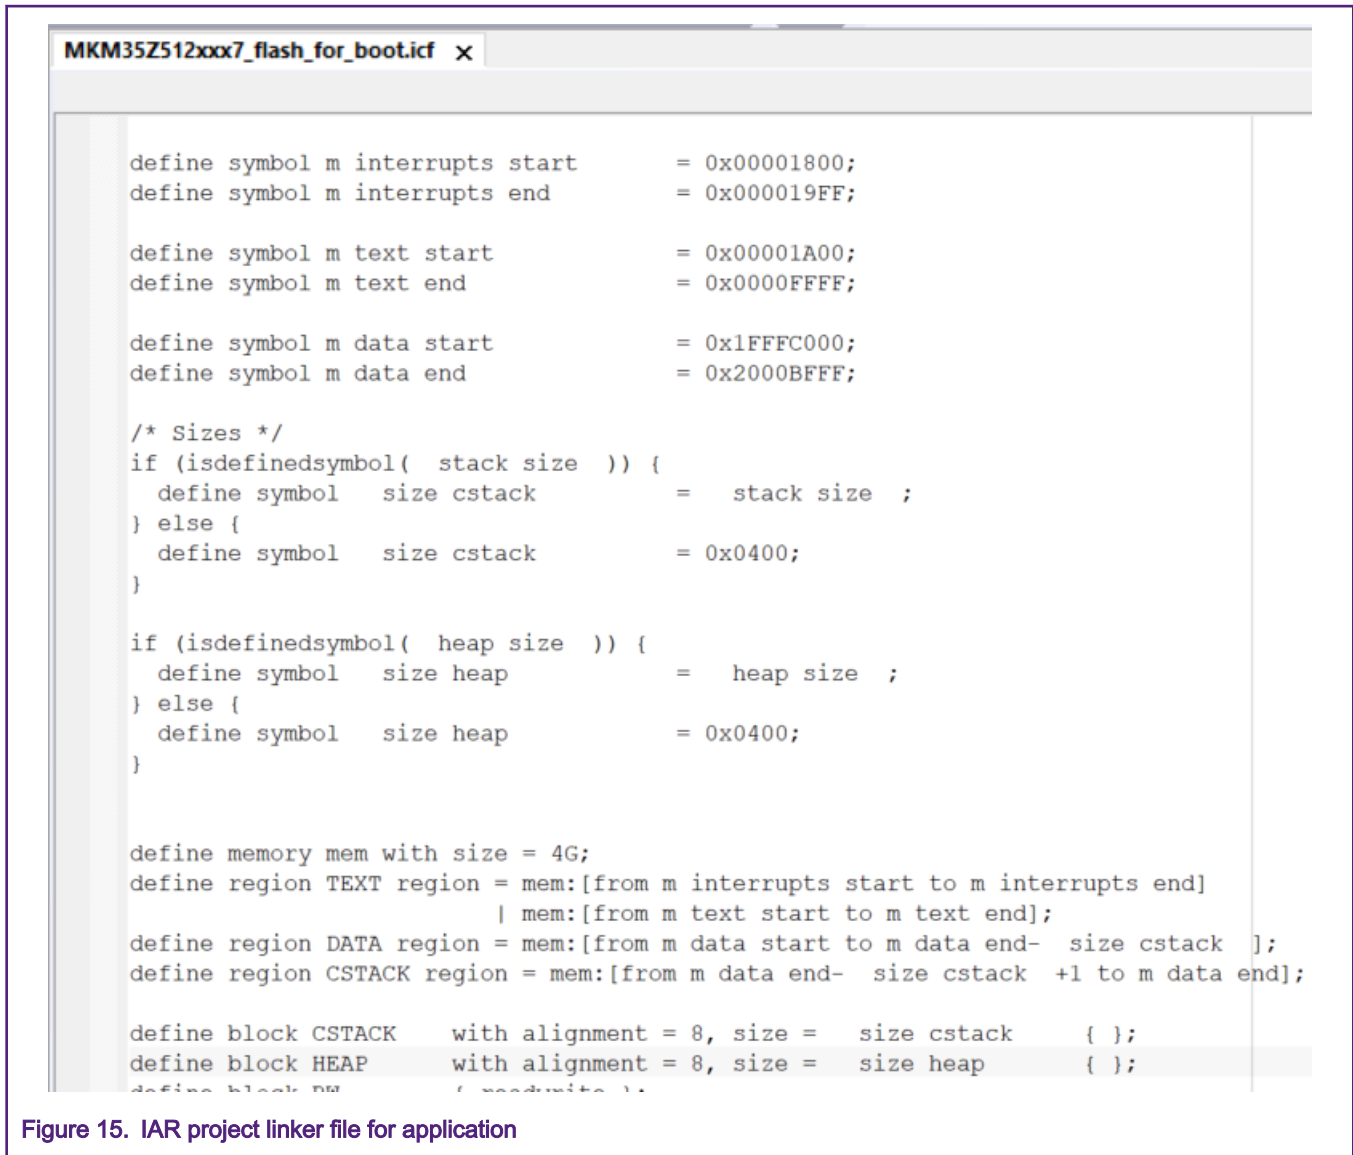 MKM35Z512xxx7_flash_for_boot.icf x
define symbol m interrupts start = 0x00001800;
define symbol m interrupts end = 0x000019FF;
define symbol m text start = 0x00001A00;
define symbol m text end = 0x0000FFFF;
define symbol m data start = 0x1FFFC000;
define symbol m data end = 0x2000BFFF;
/* Sizes */
if (isdefinedsymbol(  stack size  )) {
  define symbol   size cstack =   stack size  ;
} else {
  define symbol   size cstack = 0x0400;
}
if (isdefinedsymbol(  heap size  )) {
  define symbol   size heap =   heap size  ;
} else {
  define symbol   size heap = 0x0400;
}
define memory mem with size = 4G;
define region TEXT region = mem:[from m interrupts start to m interrupts end]
| mem:[from m text start to m text end];
define region DATA region = mem:[from m data start to m data end-  size cstack  ];
define region CSTACK region = mem:[from m data end-  size cstack  +1 to m data end];
define block CSTACK    with alignment = 8, size =   size cstack     { };
define block HEAP      with alignment = 8, size =   size heap       { };
define block RW        { readwrite };
Figure 15. IAR project linker file for application